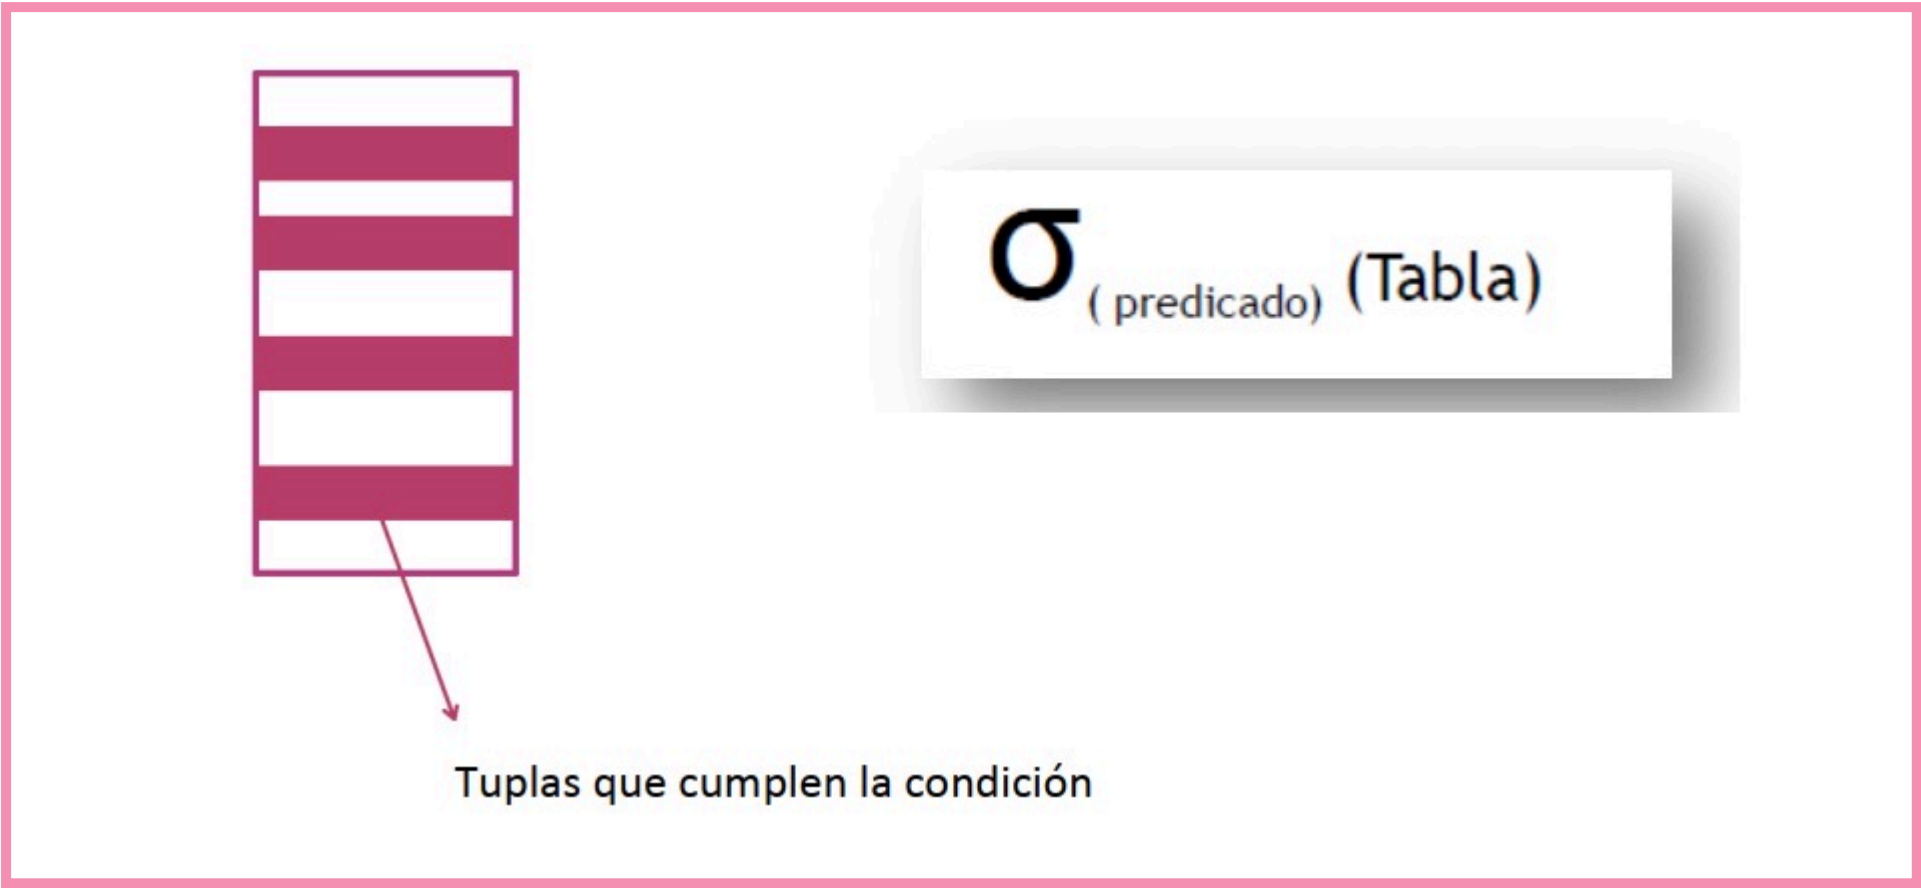 σ( predicado) (Tabla)
Tuplas que cumplen la condición